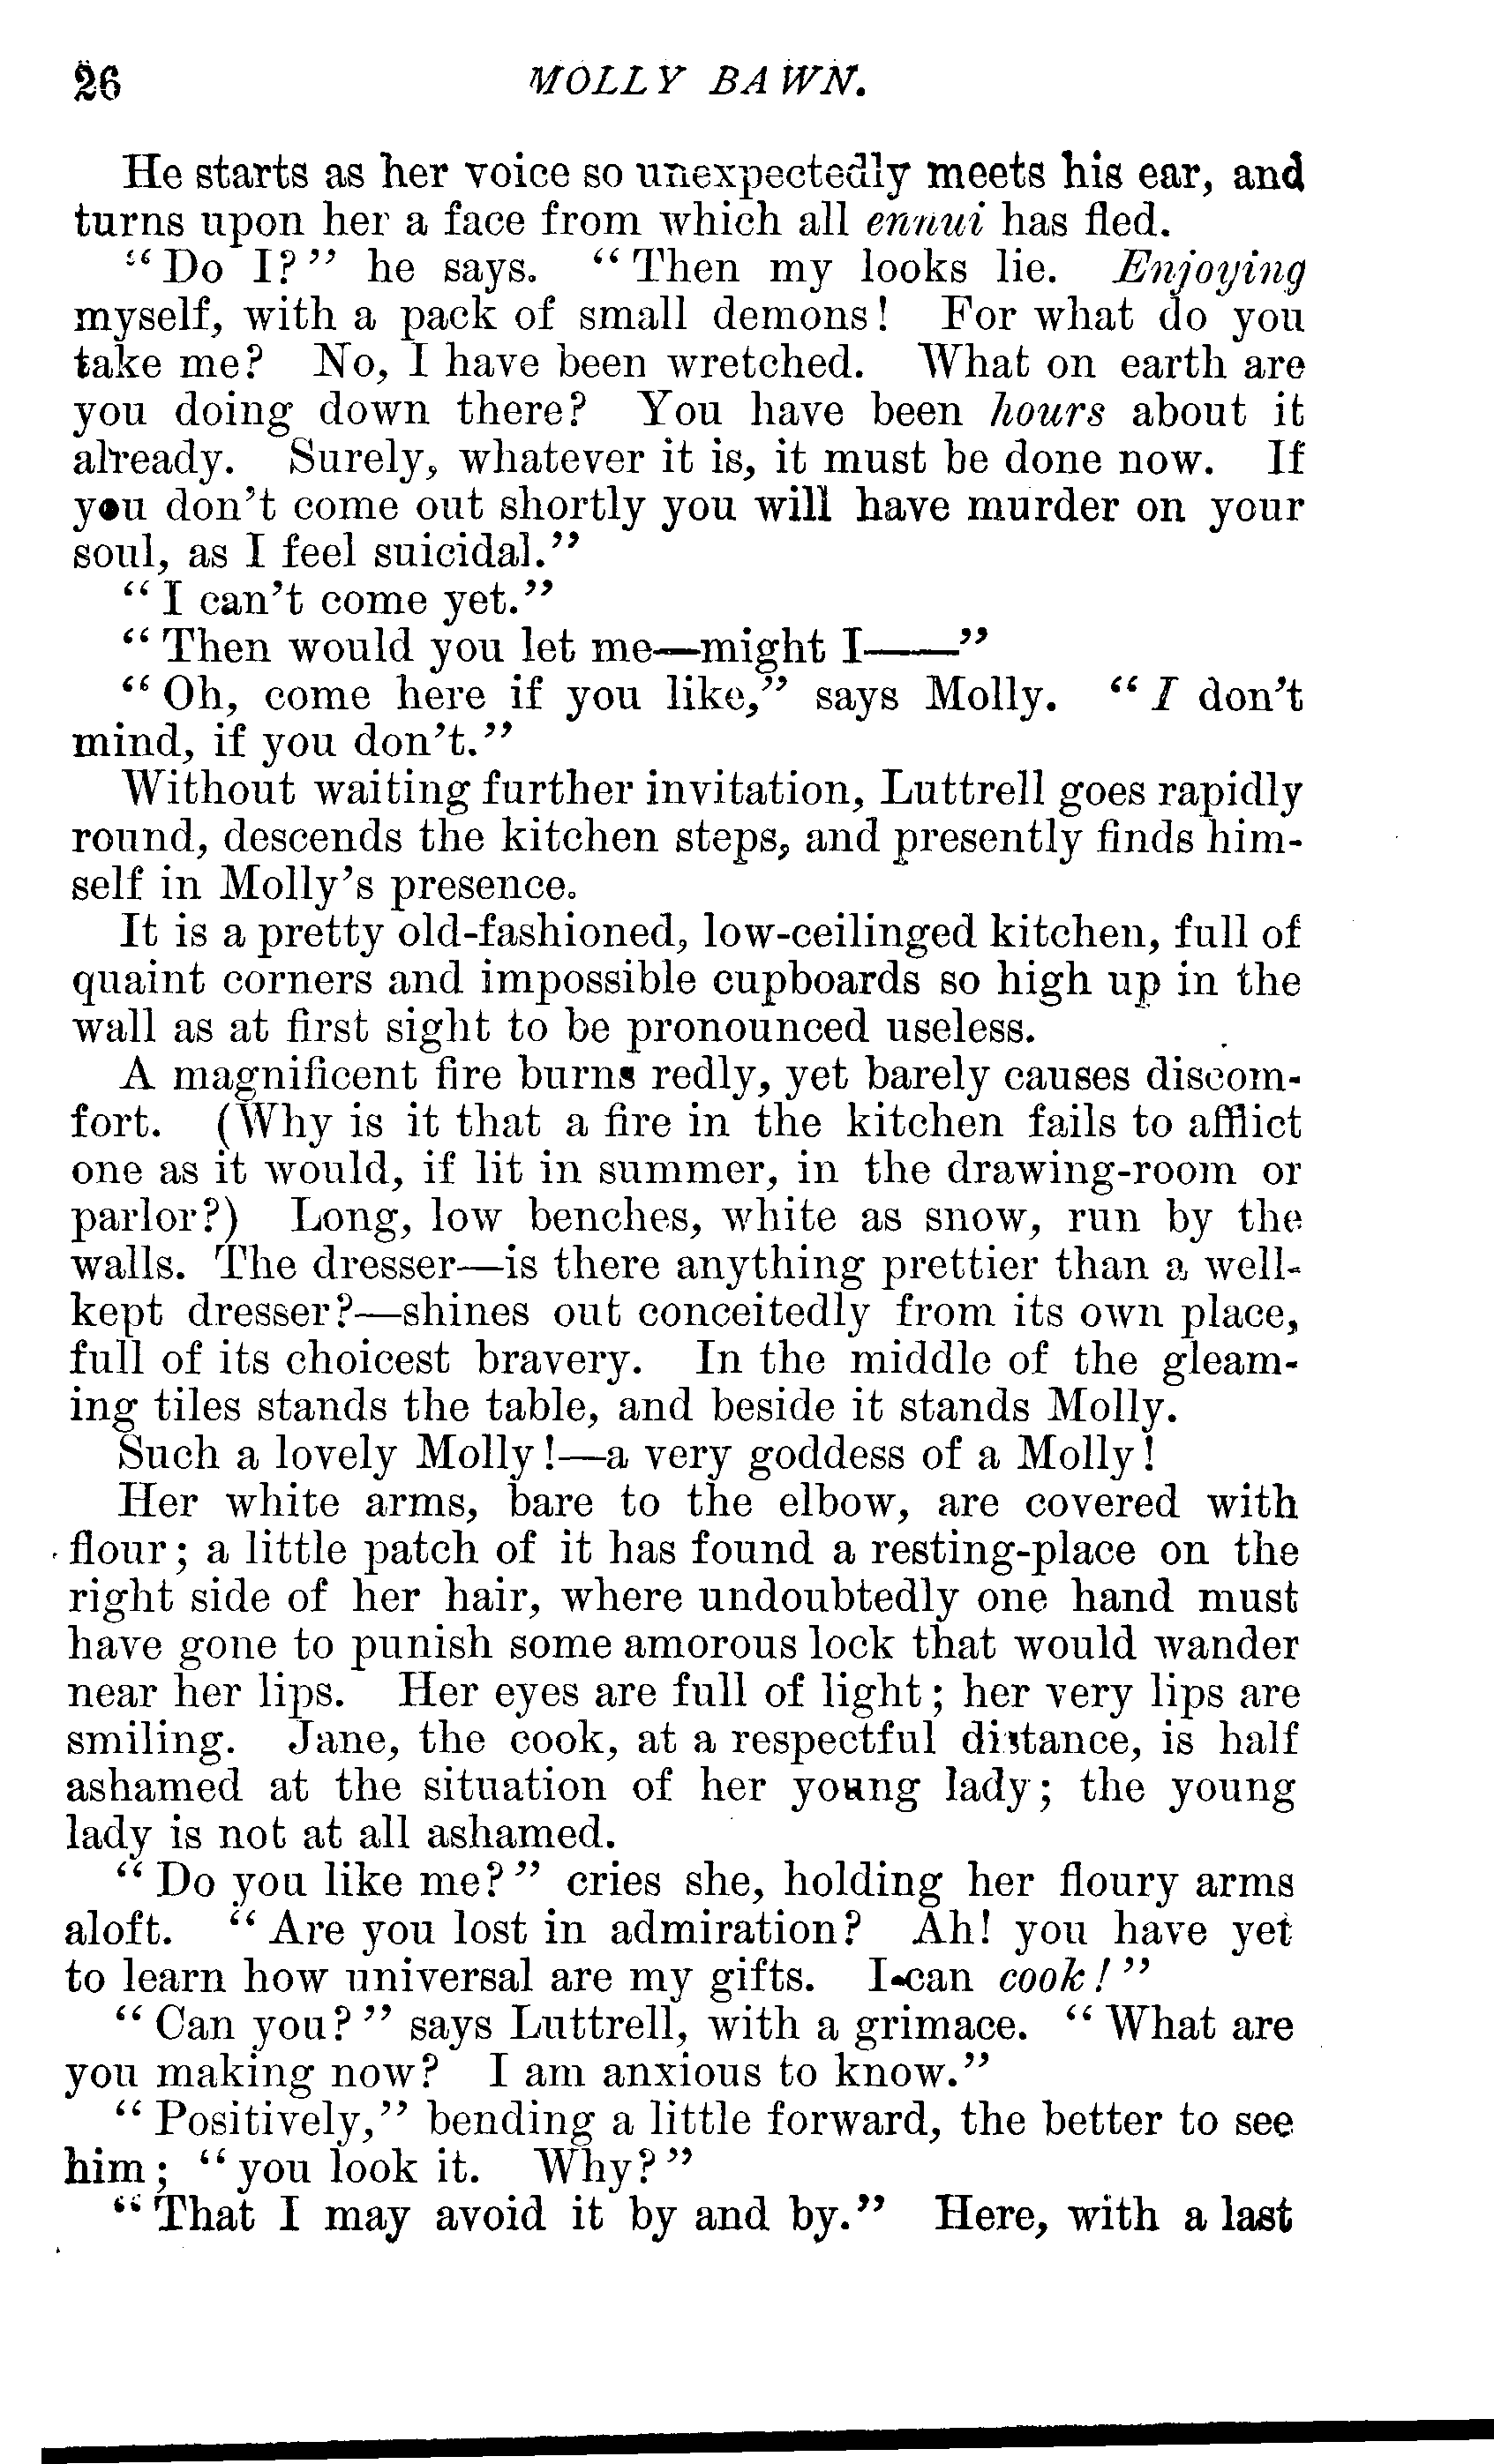 26 MOLLY BAWN.
He starts as her voice so unexpectedly meets his ear, and
turns upon her a face from which all ennui has fled.
“Do I?” he says. “Then my looks lie. Enjoying
myself, with a pack of small demons! For what do you
take me? No, I have been wretched. What on earth are
you doing down there? You have been hours about it
already. Surely, whatever it is, it must be done now. If
you don’t come out shortly you will have murder on your
soul, as I feel suicidal.”
“I can’t come yet.”
“Then would you let me—might I——”
“Oh, come here if you like,” says Molly. “I don’t
mind, if you don’t.”
Without waiting further invitation, Luttrell goes rapidly
round, descends the kitchen steps, and presently finds him-
self in Molly’s presence.
It is a pretty old-fashioned, low-ceilinged kitchen, full of
quaint corners and impossible cupboards so high up in the
wall as at first sight to be pronounced useless.
A magnificent fire burns redly, yet barely causes discom-
fort. (Why is it that a fire in the kitchen fails to afflict
one as it would, if lit in summer, in the drawing-room or
parlor?) Long, low benches, white as snow, run by the
walls. The dresser—is there anything prettier than a well-
kept dresser?—shines out conceitedly from its own place,
full of its choicest bravery. In the middle of the gleam-
ing tiles stands the table, and beside it stands Molly.
Such a lovely Molly!—a very goddess of a Molly!
Her white arms, bare to the elbow, are covered with
flour; a little patch of it has found a resting-place on the
right side of her hair, where undoubtedly one hand must
have gone to punish some amorous lock that would wander
near her lips. Her eyes are full of light; her very lips are
smiling. Jane, the cook, at a respectful distance, is half
ashamed at the situation of her young lady; the young
lady is not at all ashamed.
“Do you like me?” cries she, holding her floury arms
aloft. “Are you lost in admiration? Ah! you have yet
to learn how universal are my gifts. I can cook!”
“Can you?” says Luttrell, with a grimace. “What are
you making now? I am anxious to know.”
“Positively,” bending a little forward, the better to see
him; “you look it. Why?”
“That I may avoid it by and by.” Here, with a last